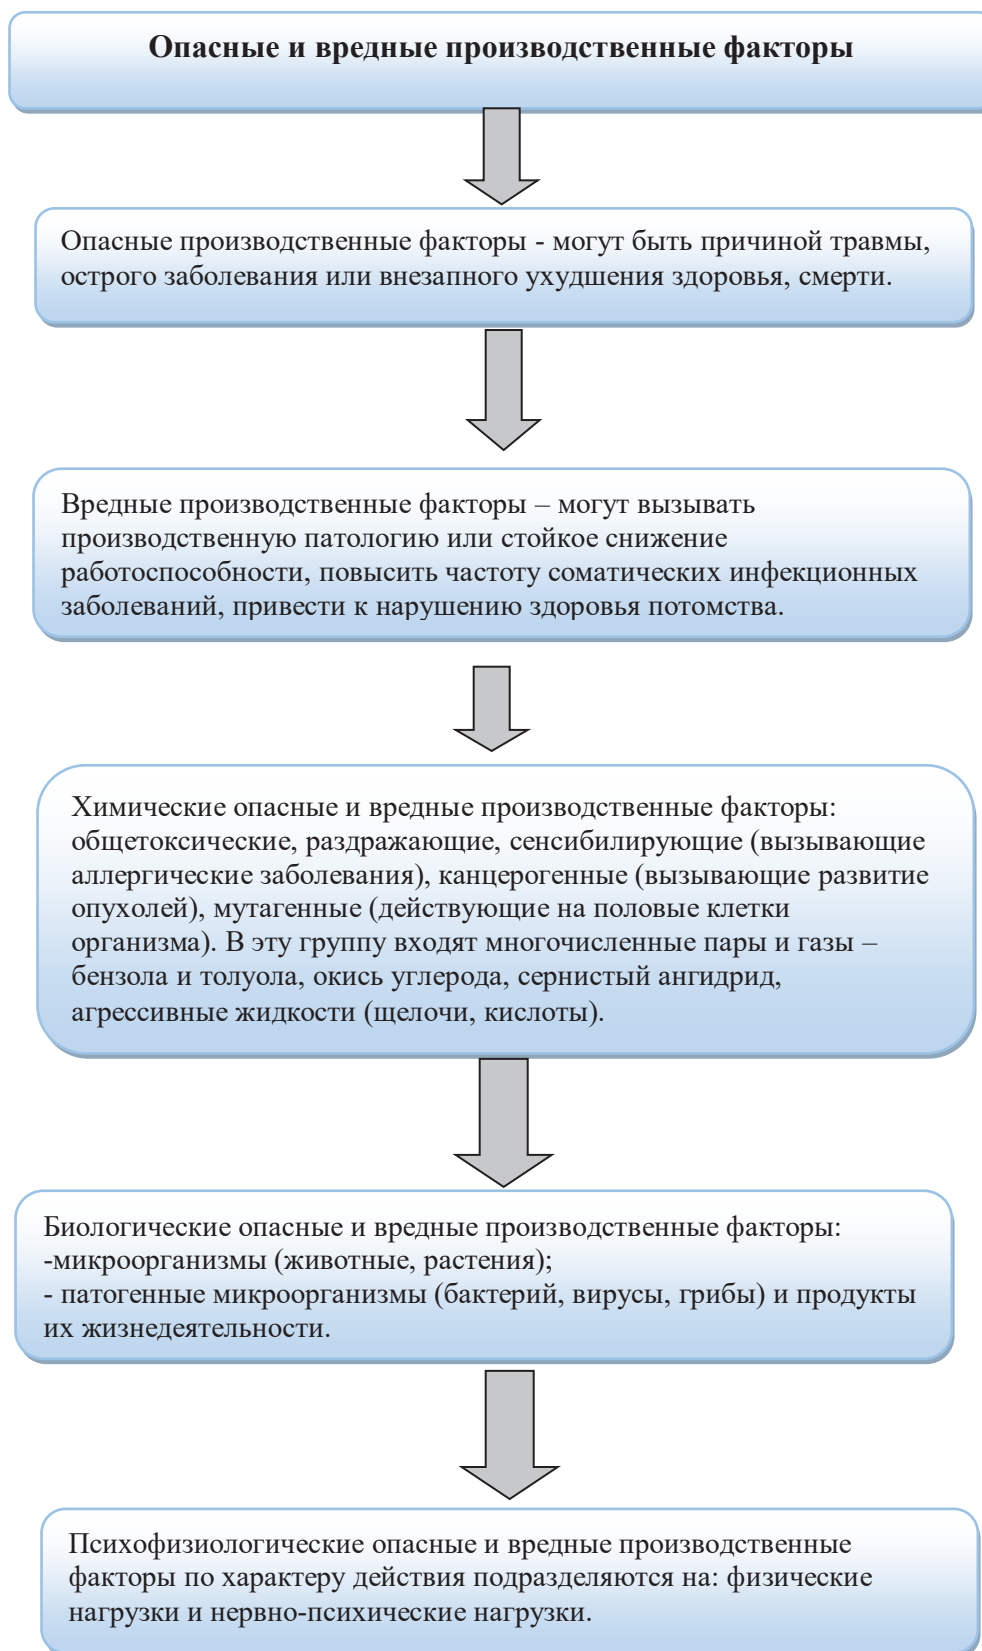 Опасные и вредные производственные факторы
Опасные производственные факторы - могут быть причиной травмы,
острого заболевания или внезапного ухудшения здоровья, смерти.
Вредные производственные факторы – могут вызывать
производственную патологию или стойкое снижение
работоспособности, повысить частоту соматических инфекционных
заболеваний, привести к нарушению здоровья потомства.
Химические опасные и вредные производственные факторы:
общетоксические, раздражающие, сенсибилирующие (вызывающие
аллергические заболевания), канцерогенные (вызывающие развитие
опухолей), мутагенные (действующие на половые клетки
организма). В эту группу входят многочисленные пары и газы –
бензола и толуола, окись углерода, сернистый ангидрид,
агрессивные жидкости (щелочи, кислоты).
Биологические опасные и вредные производственные факторы:
-микроорганизмы (животные, растения);
- патогенные микроорганизмы (бактерий, вирусы, грибы) и продукты
их жизнедеятельности.
Психофизиологические опасные и вредные производственные
факторы по характеру действия подразделяются на: физические
нагрузки и нервно-психические нагрузки.